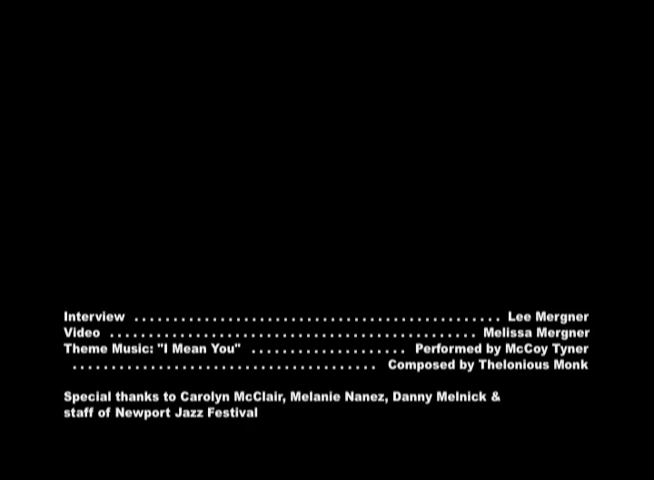 Interview ............................................... Lee Mergner
Video ............................................... Melissa Mergner
Theme Music: "I Mean You" .................... Performed by McCoy Tyner
....................................... Composed by Thelonious Monk
Special thanks to Carolyn McClair, Melanie Nanez, Danny Melnick &
staff of Newport Jazz Festival